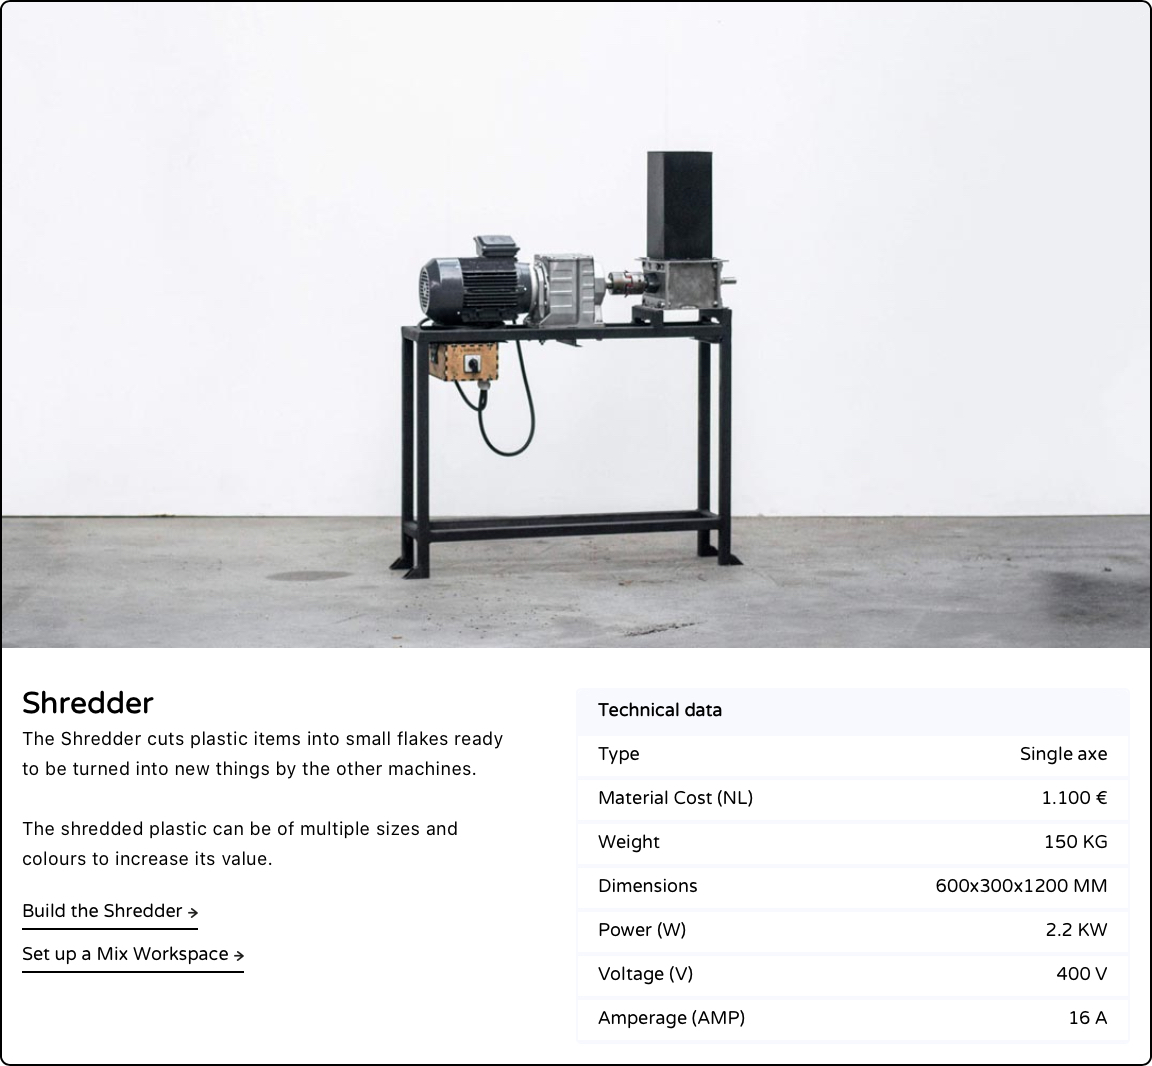 Shredder
The Shredder cuts plastic items into small flakes ready
to be turned into new things by the other machines.
The shredded plastic can be of multiple sizes and
colours to increase its value.
Build the Shredder →
Set up a Mix Workspace →
Technical data
Type Single axe
Material Cost (NL) 1.100 €
Weight 150 KG
Dimensions 600x300x1200 MM
Power (W) 2.2 KW
Voltage (V) 400 V
Amperage (AMP) 16 A